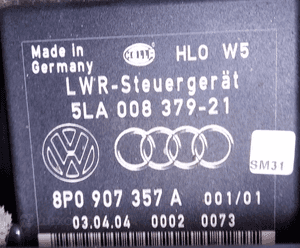 Made in
Germany
HLO W5
LWR-Steuergerät
5LA 008 379-21
SM31
8P0 907 357 A 001/01
03.04.04 0002 0073